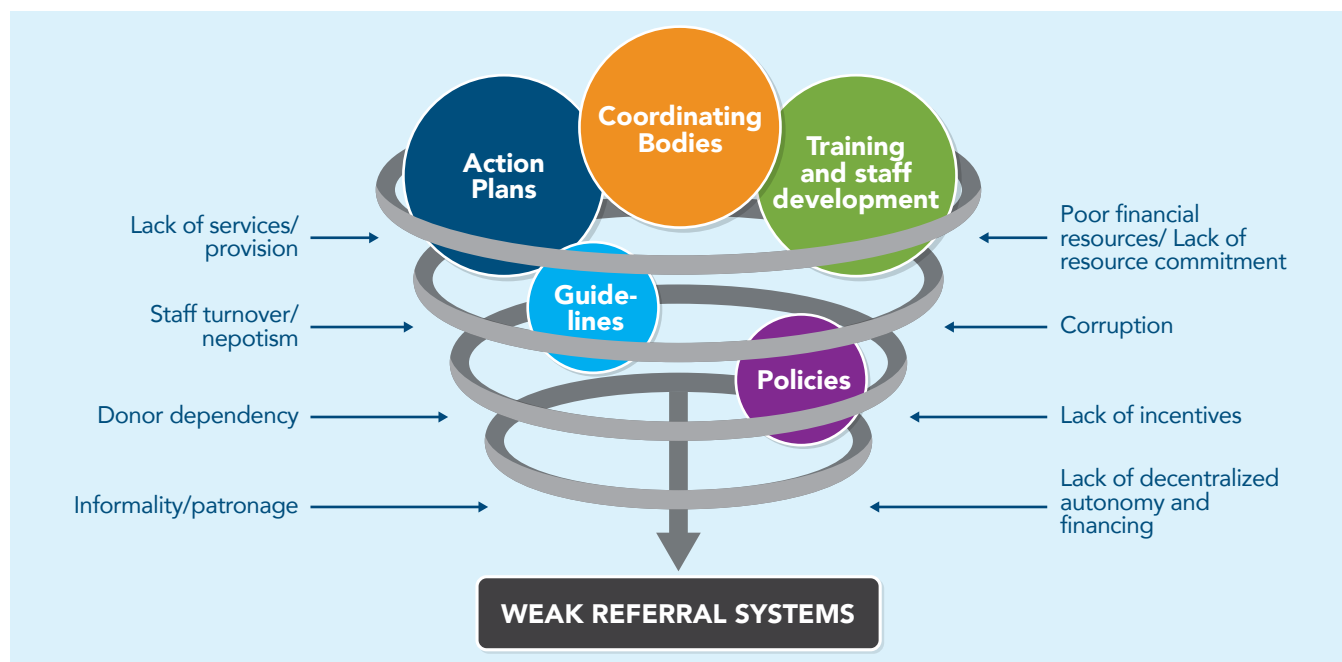 Coordinating
Bodies
Action
Plans
Training
and staff
development
Guide-
lines
Policies
Lack of services/
provision
Staff turnover/
nepotism
Donor dependency
Informality/patronage
Poor financial
resources/ Lack of
resource commitment
Corruption
Lack of incentives
Lack of decentralized
autonomy and
financing
WEAK REFERRAL SYSTEMS